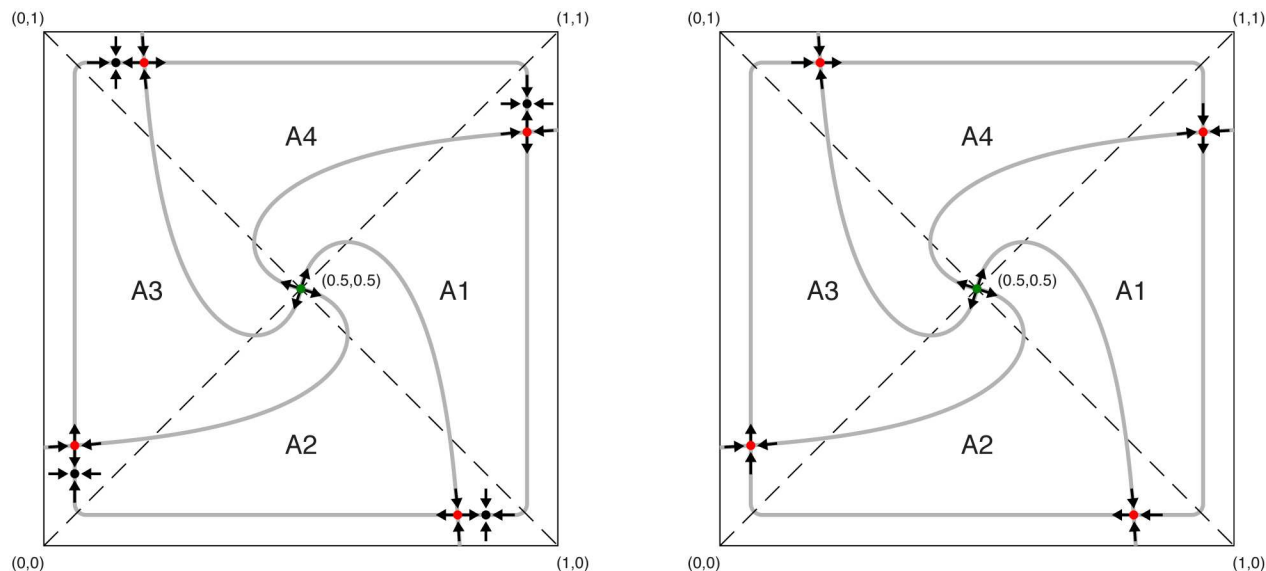 (0,1) (1,1)
A4
(0.5,0.5)
A3 A1
A2
(0,0) (1,0)
(0,1) (1,1)
A4
(0.5,0.5)
A3 A1
A2
(0,0) (1,0)